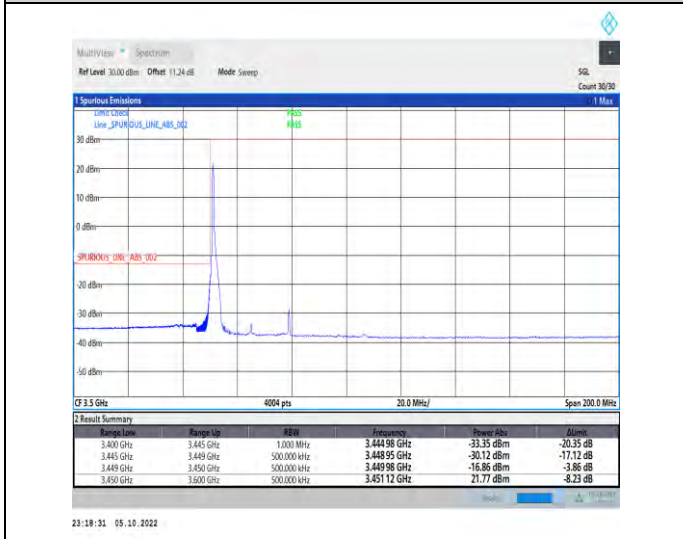 MultiView Spectrum
Ref Level 30.00 dBm Offset 11.24 dB Mode Sweep SGL
Count 30/30
1 Spurious Emissions 1 Max
Limit Check PASS
Line _SPURIOUS_LINE_ABS_002 PASS
30 dBm
20 dBm
10 dBm
0 dBm
_SPURIOUS_LINE_ABS_002
-20 dBm
-30 dBm
-40 dBm
-50 dBm
CF 3.5 GHz 4004 pts 20.0 MHz/ Span 200.0 MHz
2 Result Summary
Range Low Range Up RBW Frequency Power Abs ΔLimit
3.400 GHz 3.445 GHz 1.000 MHz 3.444 98 GHz -33.35 dBm -20.35 dB
3.445 GHz 3.449 GHz 500.000 kHz 3.448 95 GHz -30.12 dBm -17.12 dB
3.449 GHz 3.450 GHz 500.000 kHz 3.449 98 GHz -16.86 dBm -3.86 dB
3.450 GHz 3.600 GHz 500.000 kHz 3.451 12 GHz 21.77 dBm -8.23 dB
23:18:31 05.10.2022